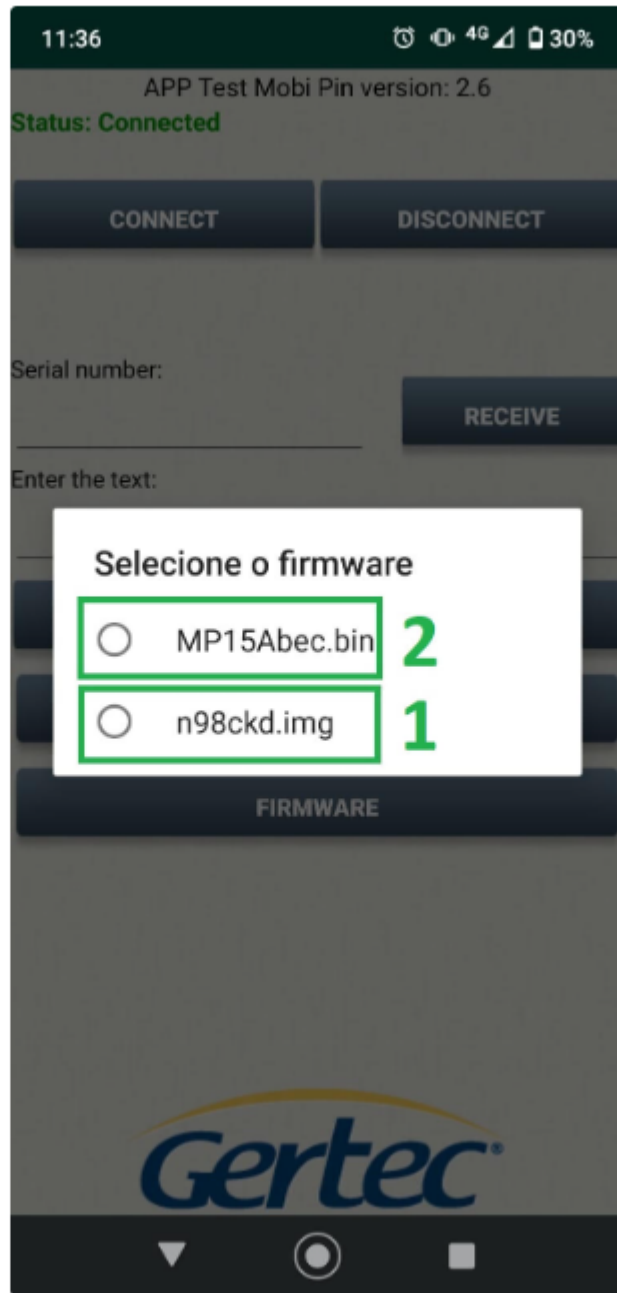 11:36 4G 30%
APP Test Mobi Pin version: 2.6
Status: Connected
CONNECT DISCONNECT
Serial number:
RECEIVE
Enter the text:
Selecione o firmware
MP15Abec.bin 2
n98ckd.img 1
FIRMWARE
Gertec